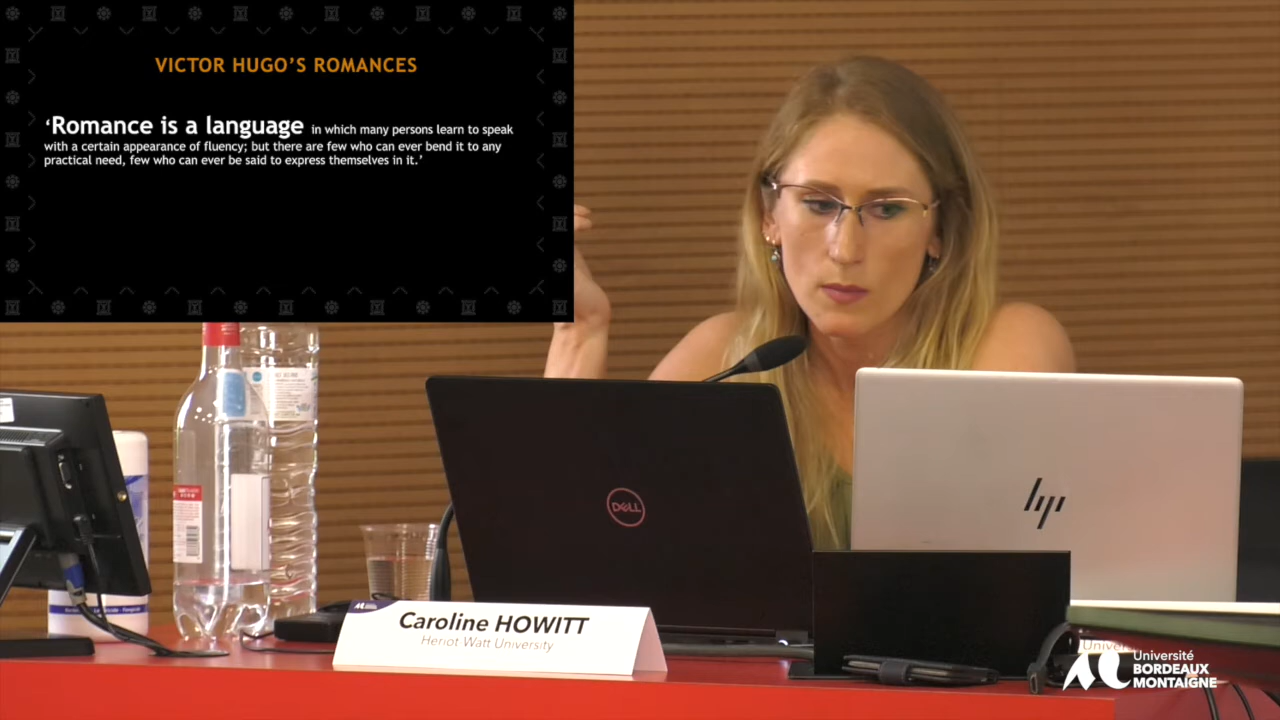 VICTOR HUGO'S ROMANCES
'Romance is a language in which many persons learn to speak
with a certain appearance of fluency; but there are few who can ever bend it to any
practical need, few who can ever be said to express themselves in it.'
DELL
hp
Caroline HOWITT
Heriot Watt University
Université
BORDEAUX
MONTAIGNE